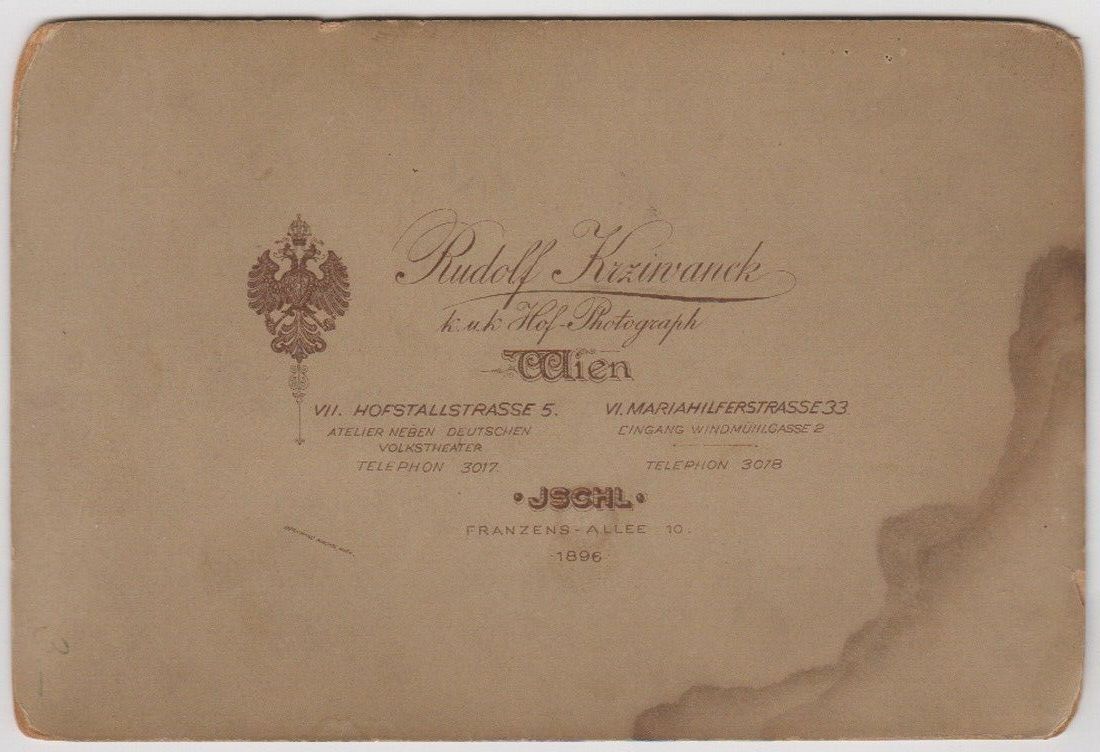 Rudolf Krziwanek
k.u.k Hof-Photograph
Wien
VII. HOFSTALLSTRASSE 5. VI. MARIAHILFERSTRASSE 33
ATELIER NEBEN DEUTSCHEN VOLKSTHEATER EINGANG WINDMÜHLGASSE 2
TELEPHON 3017. TELEPHON 3078
JSCHL
FRANZENS-ALLEE 10.
1896